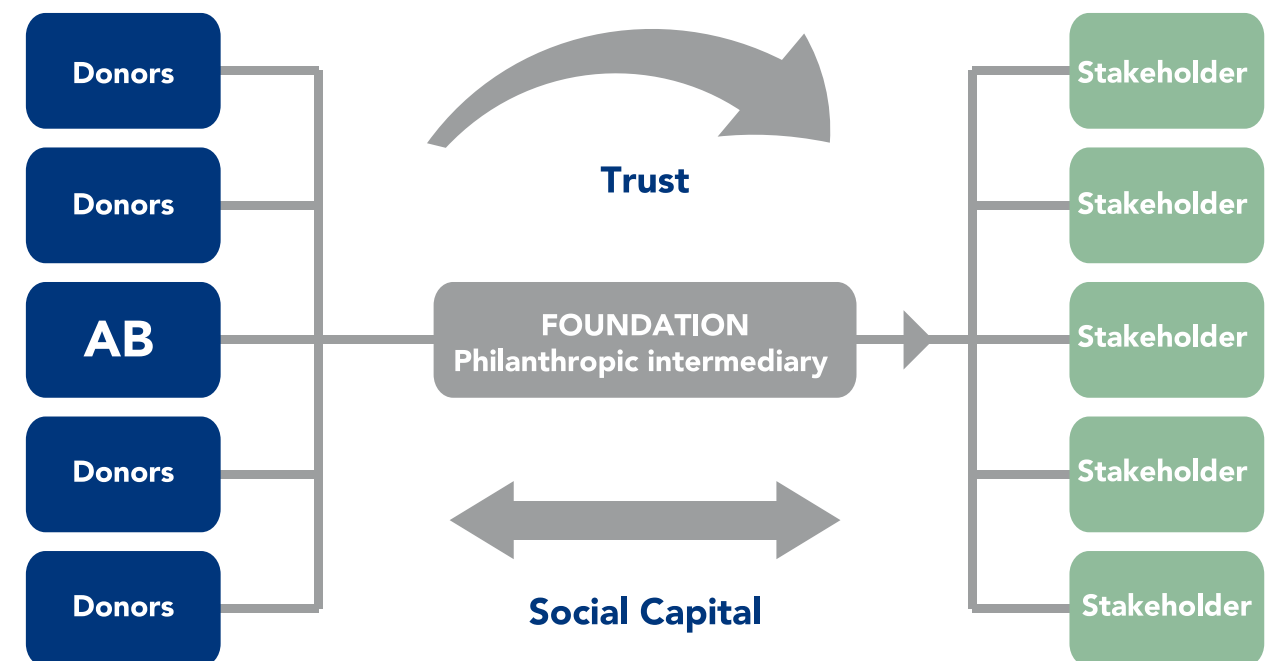 Donors
Donors
AB
Donors
Donors
Trust
FOUNDATION
Philanthropic intermediary
Social Capital
Stakeholder
Stakeholder
Stakeholder
Stakeholder
Stakeholder